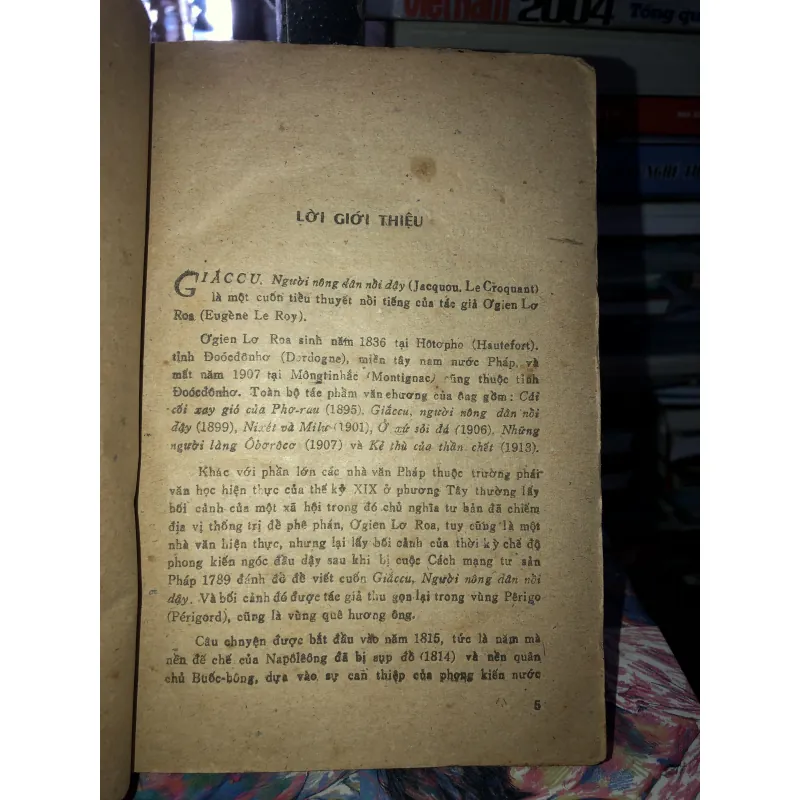 Vietnam 2004 Tổng qu
LỜI GIỚI THIỆU
GIẮCCU, Người nông dân nổi dậy (Jacquou, Le Croquant)
là một cuốn tiểu thuyết nổi tiếng của tác giả Ơgien Lơ
Roa (Eugène Le Roy).
Ơgien Lơ Roa sinh năm 1836 tại Hôtơpho (Hautefort),
tỉnh Đoócđônhơ (Dordogne), miền tây nam nước Pháp, và
mất năm 1907 tại Môngtinhắc (Montignac) cũng thuộc tỉnh
Đoócđônhơ. Toàn bộ tác phẩm văn chương của ông gồm: Cái
cối xay gió của Phơ-rau (1895), Giắccu, người nông dân nổi
dậy (1899), Nixét và Milu (1901), Ở xứ sỏi đá (1906), Những
người làng Ôbơrôcơ (1907) và Kẻ thù của thần chết (1913).
Khác với phần lớn các nhà văn Pháp thuộc trường phái
văn học hiện thực của thế kỷ XIX ở phương Tây thường lấy
bối cảnh của một xã hội trong đó chủ nghĩa tư bản đã chiếm
địa vị thống trị để phê phán, Ơgien Lơ Roa, tuy cũng là một
nhà văn hiện thực, nhưng lại lấy bối cảnh của thời kỳ chế độ
phong kiến ngóc đầu dậy sau khi bị cuộc Cách mạng tư sản
Pháp 1789 đánh đổ để viết cuốn Giắccu, Người nông dân nổi
dậy. Và bối cảnh đó được tác giả thu gọn lại trong vùng Pêrigo
(Périgord), cũng là vùng quê hương ông.
Câu chnyện được bắt đầu vào năm 1815, tức là năm mà
nền đế chế của Napôlêông đã bị sụp đổ (1814) và nền quân
chủ Buốc-bông, dựa vào sự can thiệp của phong kiến nước
5